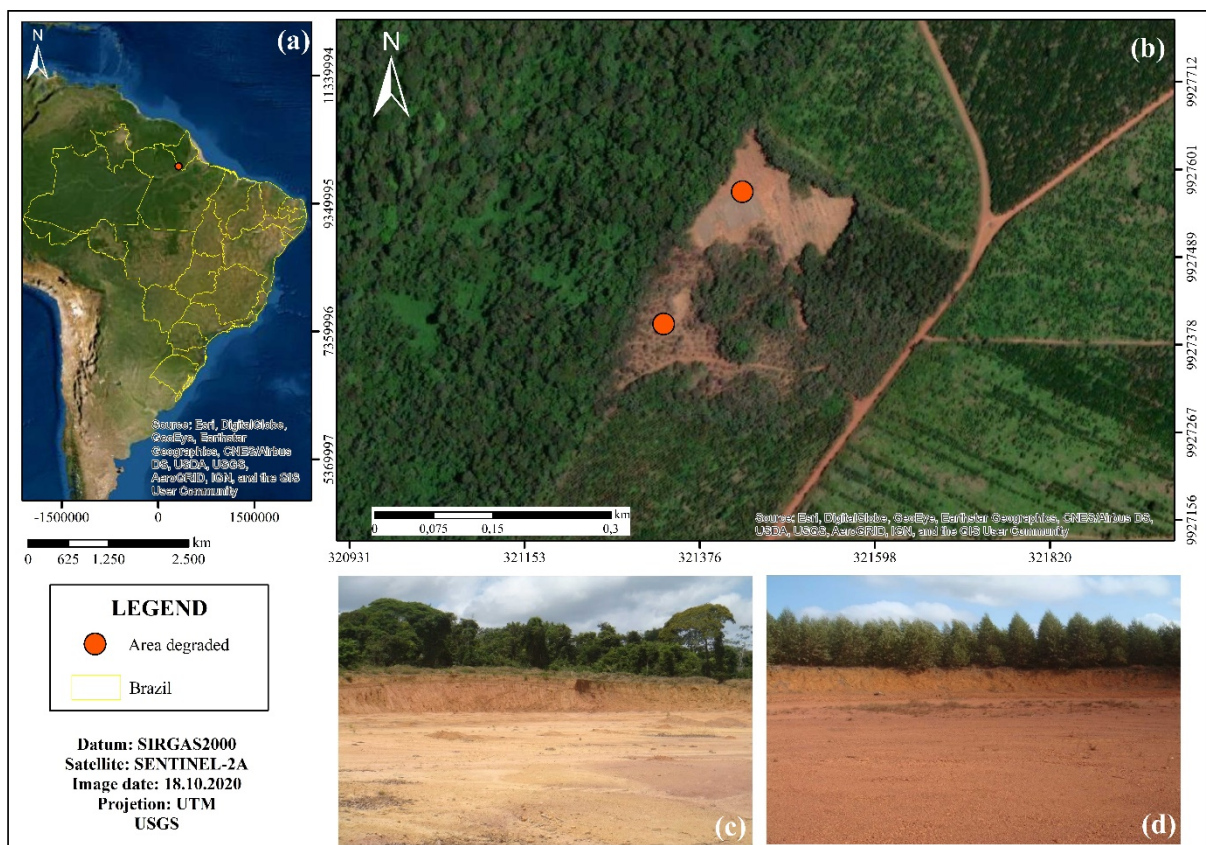 N
(a)
11339994
9349995
7359996
5369997
Source: Esri, DigitalGlobe,
GeoEye, Earthstar
Geographics, CNES/Airbus
DS, USDA, USGS,
AeroGRID, IGN, and the GIS
User Community
-1500000 0 1500000
km
0 625 1,250 2.500
LEGEND
Area degraded
Brazil
Datum: SIRGAS2000
Satellite: SENTINEL-2A
Image date: 18.10.2020
Projetion: UTM
USGS
N
(b)
9927712
9927601
9927489
9927378
9927267
9927156
km
0 0,075 0,15 0,3
Source: Esri, DigitalGlobe, GeoEye, Earthstar Geographics, CNES/Airbus DS,
USDA, USGS, AeroGRID, IGN, and the GIS User Community
320931 321153 321376 321598 321820
(c)
(d)